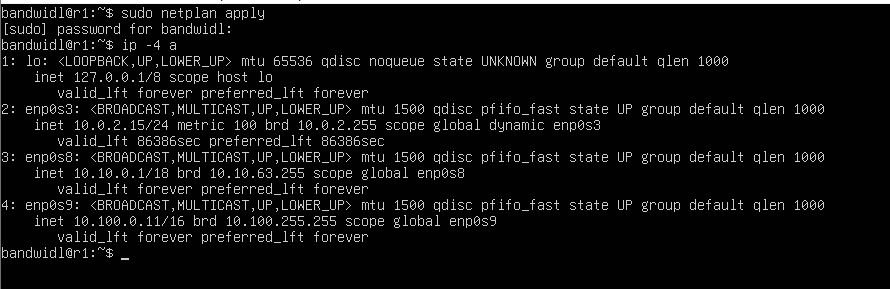 bandwidl@r1:~$ sudo netplan apply
[sudo] password for bandwidl:
bandwidl@r1:~$ ip -4 a
1: lo: <LOOPBACK,UP,LOWER_UP> mtu 65536 qdisc noqueue state UNKNOWN group default qlen 1000
    inet 127.0.0.1/8 scope host lo
       valid_lft forever preferred_lft forever
2: enp0s3: <BROADCAST,MULTICAST,UP,LOWER_UP> mtu 1500 qdisc pfifo_fast state UP group default qlen 1000
    inet 10.0.2.15/24 metric 100 brd 10.0.2.255 scope global dynamic enp0s3
       valid_lft 86386sec preferred_lft 86386sec
3: enp0s8: <BROADCAST,MULTICAST,UP,LOWER_UP> mtu 1500 qdisc pfifo_fast state UP group default qlen 1000
    inet 10.10.0.1/18 brd 10.10.63.255 scope global enp0s8
       valid_lft forever preferred_lft forever
4: enp0s9: <BROADCAST,MULTICAST,UP,LOWER_UP> mtu 1500 qdisc pfifo_fast state UP group default qlen 1000
    inet 10.100.0.11/16 brd 10.100.255.255 scope global enp0s9
       valid_lft forever preferred_lft forever
bandwidl@r1:~$ _